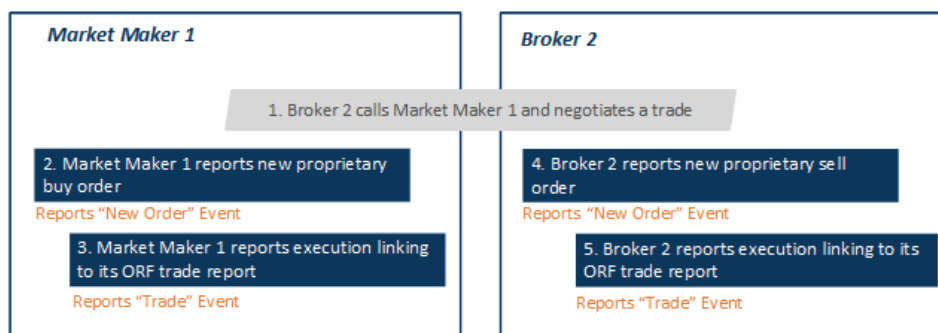 Market Maker 1
Broker 2
1. Broker 2 calls Market Maker 1 and negotiates a trade
2. Market Maker 1 reports new proprietary
buy order
Reports “New Order” Event
3. Market Maker 1 reports execution linking
to its ORF trade report
Reports “Trade” Event
4. Broker 2 reports new proprietary sell
order
Reports “New Order” Event
5. Broker 2 reports execution linking to its
ORF trade report
Reports “Trade” Event